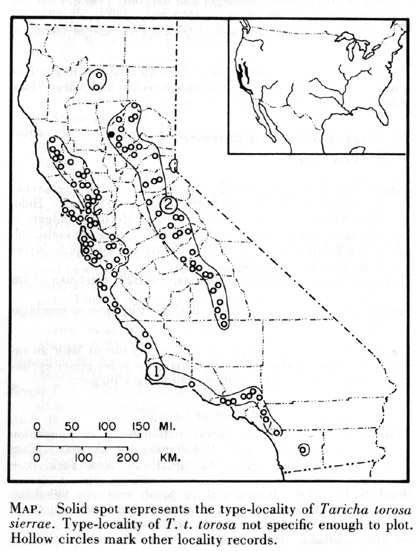 2
1
0 50 100 150 MI.
0 100 200
KM.
MAP. Solid spot represents the type-locality of Taricha torosa
sierrae. Type-locality of T. t. torosa not specific enough to plot.
Hollow circles mark other locality records.